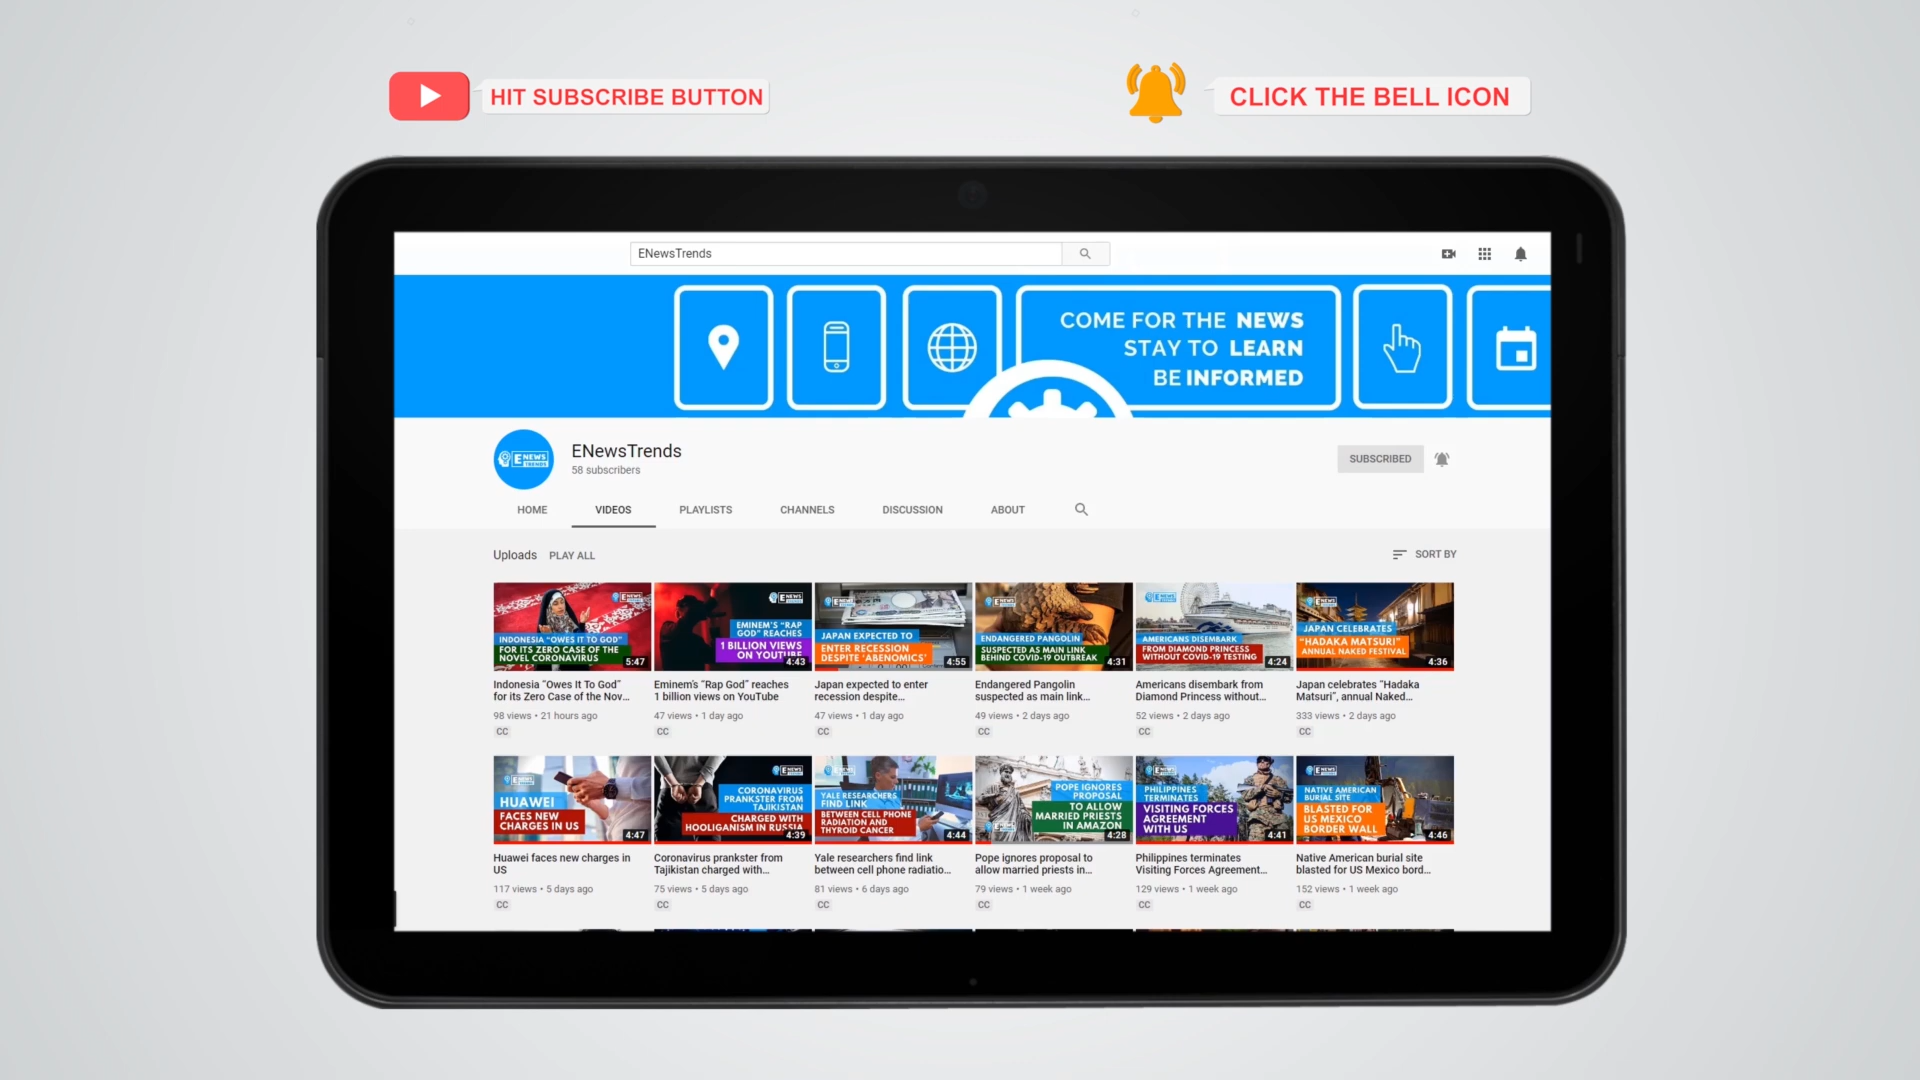 HIT SUBSCRIBE BUTTON
CLICK THE BELL ICON
ENewsTrends
COME FOR THE NEWS
STAY TO LEARN
BE INFORMED
E NEWS
TRENDS
ENewsTrends
58 subscribers
SUBSCRIBED
HOME VIDEOS PLAYLISTS CHANNELS DISCUSSION ABOUT
Uploads PLAY ALL
SORT BY
INDONESIA "OWES IT TO GOD"
FOR ITS ZERO CASE OF THE
NOVEL CORONAVIRUS
5:47
EMINEM'S "RAP
GOD" REACHES
1 BILLION VIEWS
ON YOUTUBE
4:43
JAPAN EXPECTED TO
ENTER RECESSION
DESPITE 'ABENOMICS'
4:55
ENDANGERED PANGOLIN
SUSPECTED AS MAIN LINK
BEHIND COVID-19 OUTBREAK
4:31
AMERICANS DISEMBARK
FROM DIAMOND PRINCESS
WITHOUT COVID-19 TESTING
4:24
JAPAN CELEBRATES
"HADAKA MATSURI"
ANNUAL NAKED FESTIVAL
4:36
Indonesia "Owes It To God"
for its Zero Case of the Nov...
98 views • 21 hours ago
CC
Eminem's "Rap God" reaches
1 billion views on YouTube
47 views • 1 day ago
CC
Japan expected to enter
recession despite...
47 views • 1 day ago
CC
Endangered Pangolin
suspected as main link...
49 views • 2 days ago
CC
Americans disembark from
Diamond Princess without...
52 views • 2 days ago
CC
Japan celebrates "Hadaka
Matsuri", annual Naked...
333 views • 2 days ago
CC
HUAWEI
FACES NEW
CHARGES IN US
4:47
CORONAVIRUS
PRANKSTER FROM
TAJIKISTAN
CHARGED WITH
HOOLIGANISM IN RUSSIA
4:39
YALE RESEARCHERS
FIND LINK
BETWEEN CELL PHONE
RADIATION AND
THYROID CANCER
4:44
POPE IGNORES
PROPOSAL
TO ALLOW
MARRIED PRIESTS
IN AMAZON
4:28
PHILIPPINES
TERMINATES
VISITING FORCES
AGREEMENT
WITH US
4:41
NATIVE AMERICAN
BURIAL SITE
BLASTED FOR
US MEXICO
BORDER WALL
4:46
Huawei faces new charges in
US
117 views • 5 days ago
CC
Coronavirus prankster from
Tajikistan charged with...
75 views • 5 days ago
CC
Yale researchers find link
between cell phone radiatio...
81 views • 6 days ago
CC
Pope ignores proposal to
allow married priests in...
79 views • 1 week ago
CC
Philippines terminates
Visiting Forces Agreement...
129 views • 1 week ago
CC
Native American burial site
blasted for US Mexico bord...
152 views • 1 week ago
CC